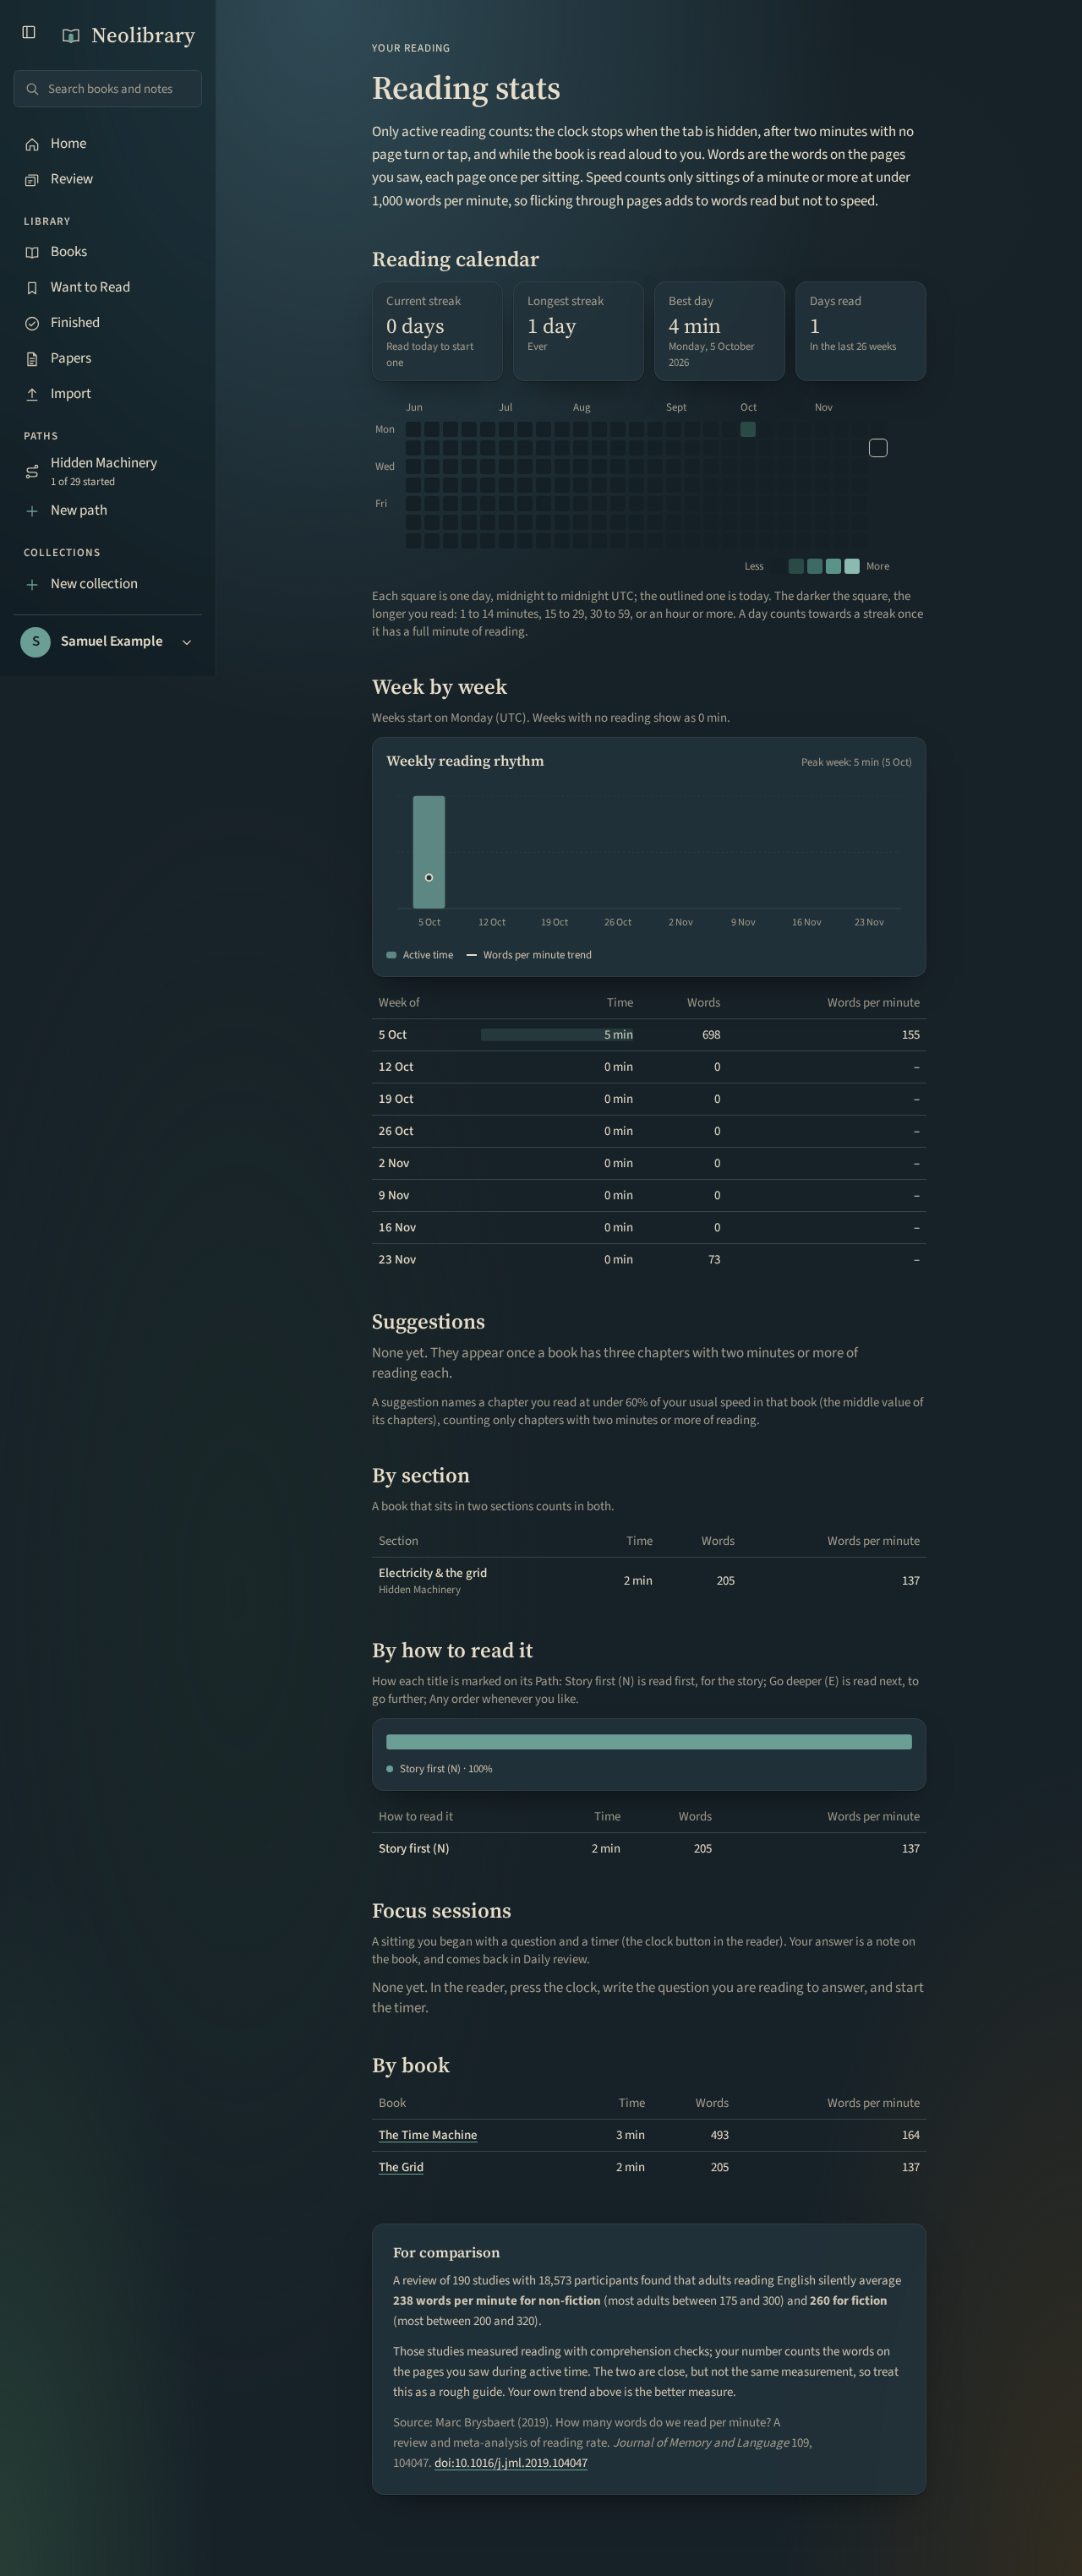 Neolibrary
Search books and notes
Home
Review
LIBRARY
Books
Want to Read
Finished
Papers
Import
PATHS
Hidden Machinery
1 of 29 started
New path
COLLECTIONS
New collection
S
Samuel Example
YOUR READING
Reading stats
Only active reading counts: the clock stops when the tab is hidden, after two minutes with no
page turn or tap, and while the book is read aloud to you. Words are the words on the pages
you saw, each page once per sitting. Speed counts only sittings of a minute or more at under
1,000 words per minute, so flicking through pages adds to words read but not to speed.
Reading calendar
Current streak
0 days
Read today to start
one
Longest streak
1 day
Ever
Best day
4 min
Monday, 5 October
2026
Days read
1
In the last 26 weeks
Jun Jul Aug Sept Oct Nov
Mon
Wed
Fri
Less More
Each square is one day, midnight to midnight UTC; the outlined one is today. The darker the square, the
longer you read: 1 to 14 minutes, 15 to 29, 30 to 59, or an hour or more. A day counts towards a streak once
it has a full minute of reading.
Week by week
Weeks start on Monday (UTC). Weeks with no reading show as 0 min.
Weekly reading rhythm
Peak week: 5 min (5 Oct)
5 Oct 12 Oct 19 Oct 26 Oct 2 Nov 9 Nov 16 Nov 23 Nov
Active time Words per minute trend
Week of Time Words Words per minute
5 Oct 5 min 698 155
12 Oct 0 min 0 –
19 Oct 0 min 0 –
26 Oct 0 min 0 –
2 Nov 0 min 0 –
9 Nov 0 min 0 –
16 Nov 0 min 0 –
23 Nov 0 min 73 –
Suggestions
None yet. They appear once a book has three chapters with two minutes or more of
reading each.
A suggestion names a chapter you read at under 60% of your usual speed in that book (the middle value of
its chapters), counting only chapters with two minutes or more of reading.
By section
A book that sits in two sections counts in both.
Section Time Words Words per minute
Electricity & the grid 2 min 205 137
Hidden Machinery
By how to read it
How each title is marked on its Path: Story first (N) is read first, for the story; Go deeper (E) is read next, to
go further; Any order whenever you like.
Story first (N) · 100%
How to read it Time Words Words per minute
Story first (N) 2 min 205 137
Focus sessions
A sitting you began with a question and a timer (the clock button in the reader). Your answer is a note on
the book, and comes back in Daily review.
None yet. In the reader, press the clock, write the question you are reading to answer, and start
the timer.
By book
Book Time Words Words per minute
The Time Machine 3 min 493 164
The Grid 2 min 205 137
For comparison
A review of 190 studies with 18,573 participants found that adults reading English silently average
238 words per minute for non-fiction (most adults between 175 and 300) and 260 for fiction
(most between 200 and 320).
Those studies measured reading with comprehension checks; your number counts the words on
the pages you saw during active time. The two are close, but not the same measurement, so treat
this as a rough guide. Your own trend above is the better measure.
Source: Marc Brysbaert (2019). How many words do we read per minute? A
review and meta-analysis of reading rate. Journal of Memory and Language 109,
104047. doi:10.1016/j.jml.2019.104047